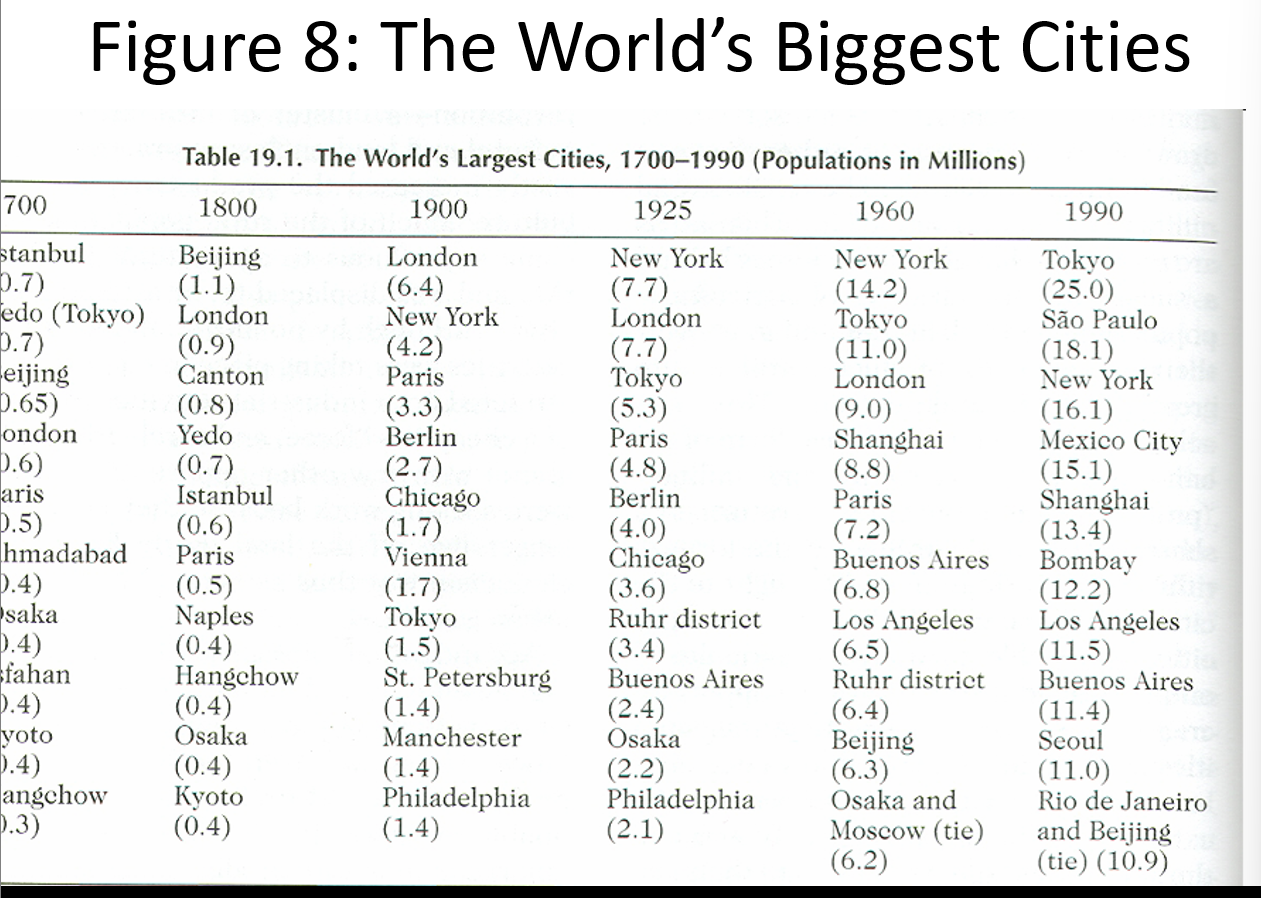 Figure 8: The World's Biggest Cities
Table 19.1. The World's Largest Cities, 1700–1990 (Populations in Millions)
700 1800 1900 1925 1960 1990
stanbul Beijing London New York New York Tokyo
0.7) (1.1) (6.4) (7.7) (14.2) (25.0)
edo (Tokyo) London New York London Tokyo São Paulo
0.7) (0.9) (4.2) (7.7) (11.0) (18.1)
eijing Canton Paris Tokyo London New York
0.65) (0.8) (3.3) (5.3) (9.0) (16.1)
ondon Yedo Berlin Paris Shanghai Mexico City
0.6) (0.7) (2.7) (4.8) (8.8) (15.1)
aris Istanbul Chicago Berlin Paris Shanghai
0.5) (0.6) (1.7) (4.0) (7.2) (13.4)
hmadabad Paris Vienna Chicago Buenos Aires Bombay
0.4) (0.5) (1.7) (3.6) (6.8) (12.2)
saka Naples Tokyo Ruhr district Los Angeles Los Angeles
0.4) (0.4) (1.5) (3.4) (6.5) (11.5)
sfahan Hangchow St. Petersburg Buenos Aires Ruhr district Buenos Aires
0.4) (0.4) (1.4) (2.4) (6.4) (11.4)
yoto Osaka Manchester Osaka Beijing Seoul
0.4) (0.4) (1.4) (2.2) (6.3) (11.0)
angchow Kyoto Philadelphia Philadelphia Osaka and Rio de Janeiro
0.3) (0.4) (1.4) (2.1) Moscow (tie) and Beijing
(6.2) (tie) (10.9)